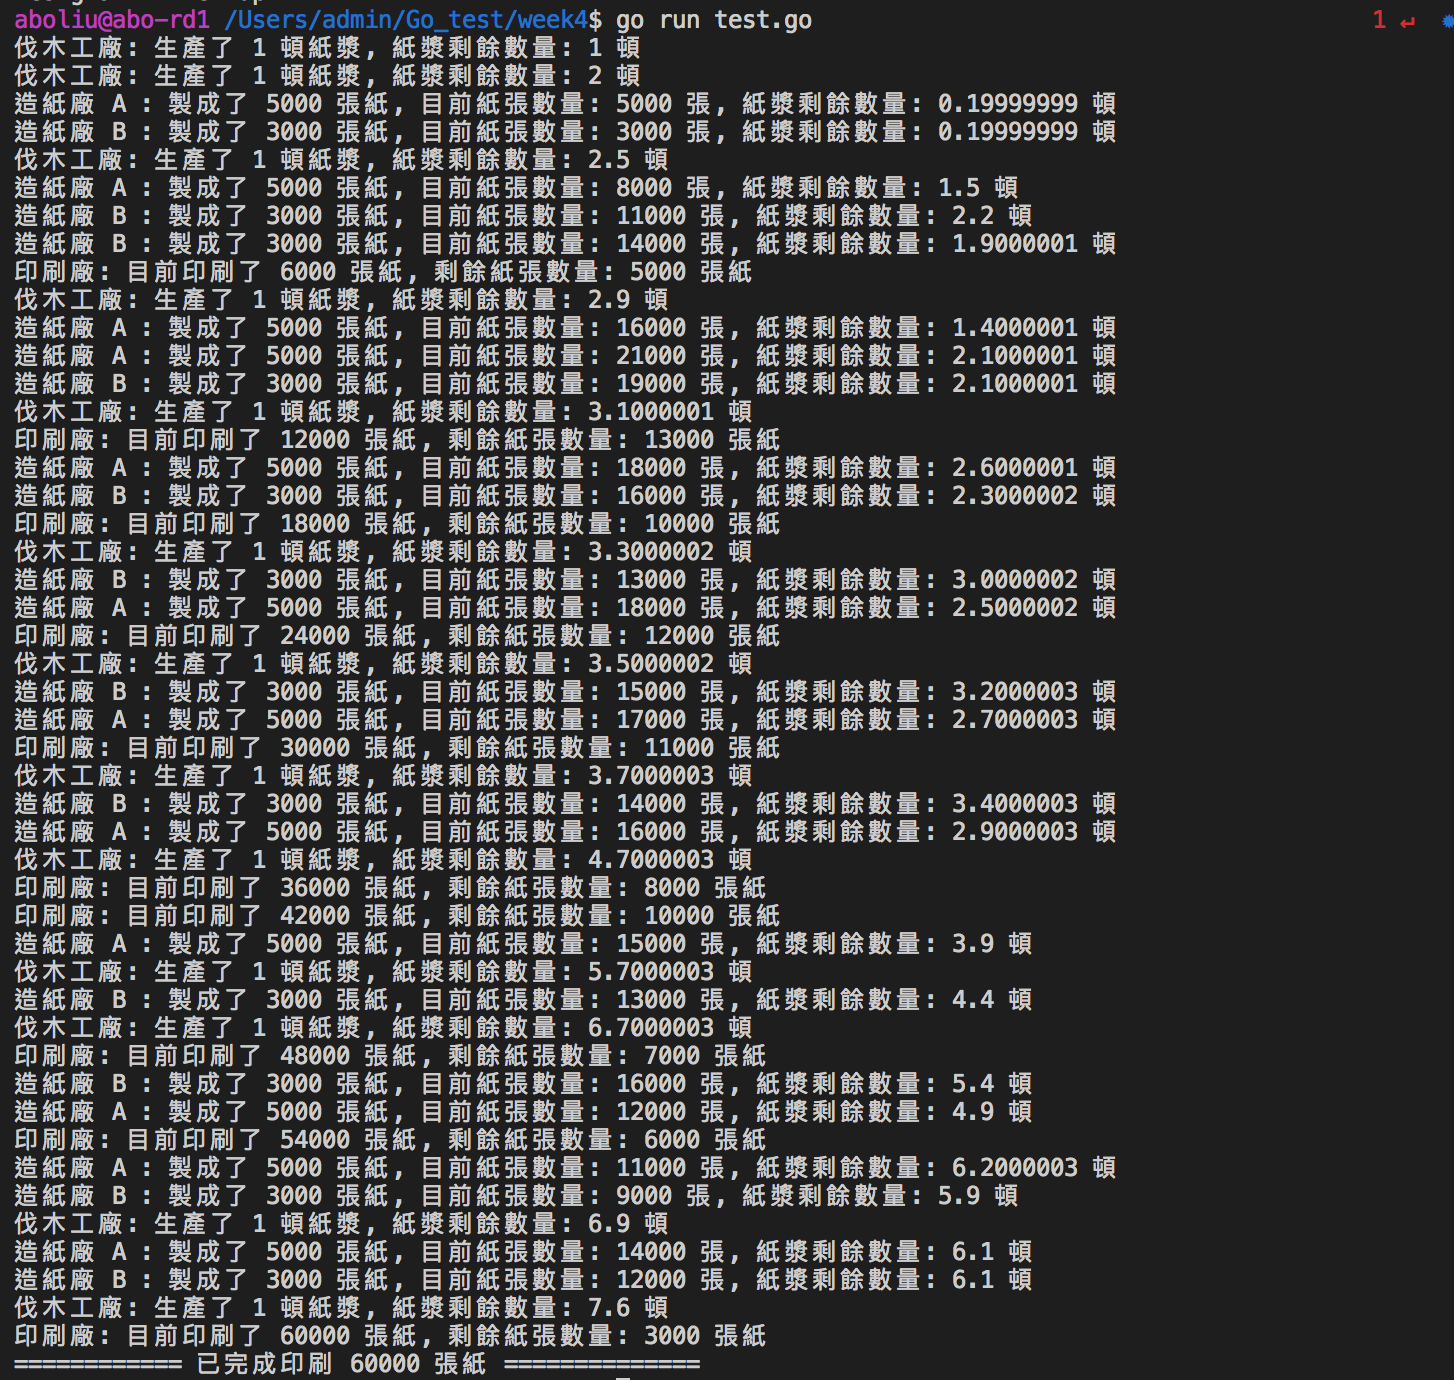 aboliu@abo-rd1 /Users/admin/Go_test/week4$ go run test.go 1 ↵
伐木工廠: 生產了 1 頓紙漿, 紙漿剩餘數量: 1 頓
伐木工廠: 生產了 1 頓紙漿, 紙漿剩餘數量: 2 頓
造紙廠 A : 製成了 5000 張紙, 目前紙張數量: 5000 張, 紙漿剩餘數量: 0.19999999 頓
造紙廠 B : 製成了 3000 張紙, 目前紙張數量: 3000 張, 紙漿剩餘數量: 0.19999999 頓
伐木工廠: 生產了 1 頓紙漿, 紙漿剩餘數量: 2.5 頓
造紙廠 A : 製成了 5000 張紙, 目前紙張數量: 8000 張, 紙漿剩餘數量: 1.5 頓
造紙廠 B : 製成了 3000 張紙, 目前紙張數量: 11000 張, 紙漿剩餘數量: 2.2 頓
造紙廠 B : 製成了 3000 張紙, 目前紙張數量: 14000 張, 紙漿剩餘數量: 1.9000001 頓
印刷廠: 目前印刷了 6000 張紙, 剩餘紙張數量: 5000 張紙
伐木工廠: 生產了 1 頓紙漿, 紙漿剩餘數量: 2.9 頓
造紙廠 A : 製成了 5000 張紙, 目前紙張數量: 16000 張, 紙漿剩餘數量: 1.4000001 頓
造紙廠 A : 製成了 5000 張紙, 目前紙張數量: 21000 張, 紙漿剩餘數量: 2.1000001 頓
造紙廠 B : 製成了 3000 張紙, 目前紙張數量: 19000 張, 紙漿剩餘數量: 2.1000001 頓
伐木工廠: 生產了 1 頓紙漿, 紙漿剩餘數量: 3.1000001 頓
印刷廠: 目前印刷了 12000 張紙, 剩餘紙張數量: 13000 張紙
造紙廠 A : 製成了 5000 張紙, 目前紙張數量: 18000 張, 紙漿剩餘數量: 2.6000001 頓
造紙廠 B : 製成了 3000 張紙, 目前紙張數量: 16000 張, 紙漿剩餘數量: 2.3000002 頓
印刷廠: 目前印刷了 18000 張紙, 剩餘紙張數量: 10000 張紙
伐木工廠: 生產了 1 頓紙漿, 紙漿剩餘數量: 3.3000002 頓
造紙廠 B : 製成了 3000 張紙, 目前紙張數量: 13000 張, 紙漿剩餘數量: 3.0000002 頓
造紙廠 A : 製成了 5000 張紙, 目前紙張數量: 18000 張, 紙漿剩餘數量: 2.5000002 頓
印刷廠: 目前印刷了 24000 張紙, 剩餘紙張數量: 12000 張紙
伐木工廠: 生產了 1 頓紙漿, 紙漿剩餘數量: 3.5000002 頓
造紙廠 B : 製成了 3000 張紙, 目前紙張數量: 15000 張, 紙漿剩餘數量: 3.2000003 頓
造紙廠 A : 製成了 5000 張紙, 目前紙張數量: 17000 張, 紙漿剩餘數量: 2.7000003 頓
印刷廠: 目前印刷了 30000 張紙, 剩餘紙張數量: 11000 張紙
伐木工廠: 生產了 1 頓紙漿, 紙漿剩餘數量: 3.7000003 頓
造紙廠 B : 製成了 3000 張紙, 目前紙張數量: 14000 張, 紙漿剩餘數量: 3.4000003 頓
造紙廠 A : 製成了 5000 張紙, 目前紙張數量: 16000 張, 紙漿剩餘數量: 2.9000003 頓
伐木工廠: 生產了 1 頓紙漿, 紙漿剩餘數量: 4.7000003 頓
印刷廠: 目前印刷了 36000 張紙, 剩餘紙張數量: 8000 張紙
印刷廠: 目前印刷了 42000 張紙, 剩餘紙張數量: 10000 張紙
造紙廠 A : 製成了 5000 張紙, 目前紙張數量: 15000 張, 紙漿剩餘數量: 3.9 頓
伐木工廠: 生產了 1 頓紙漿, 紙漿剩餘數量: 5.7000003 頓
造紙廠 B : 製成了 3000 張紙, 目前紙張數量: 13000 張, 紙漿剩餘數量: 4.4 頓
伐木工廠: 生產了 1 頓紙漿, 紙漿剩餘數量: 6.7000003 頓
印刷廠: 目前印刷了 48000 張紙, 剩餘紙張數量: 7000 張紙
造紙廠 B : 製成了 3000 張紙, 目前紙張數量: 16000 張, 紙漿剩餘數量: 5.4 頓
造紙廠 A : 製成了 5000 張紙, 目前紙張數量: 12000 張, 紙漿剩餘數量: 4.9 頓
印刷廠: 目前印刷了 54000 張紙, 剩餘紙張數量: 6000 張紙
造紙廠 A : 製成了 5000 張紙, 目前紙張數量: 11000 張, 紙漿剩餘數量: 6.2000003 頓
造紙廠 B : 製成了 3000 張紙, 目前紙張數量: 9000 張, 紙漿剩餘數量: 5.9 頓
伐木工廠: 生產了 1 頓紙漿, 紙漿剩餘數量: 6.9 頓
造紙廠 A : 製成了 5000 張紙, 目前紙張數量: 14000 張, 紙漿剩餘數量: 6.1 頓
造紙廠 B : 製成了 3000 張紙, 目前紙張數量: 12000 張, 紙漿剩餘數量: 6.1 頓
伐木工廠: 生產了 1 頓紙漿, 紙漿剩餘數量: 7.6 頓
印刷廠: 目前印刷了 60000 張紙, 剩餘紙張數量: 3000 張紙
============ 已完成印刷 60000 張紙 ==============